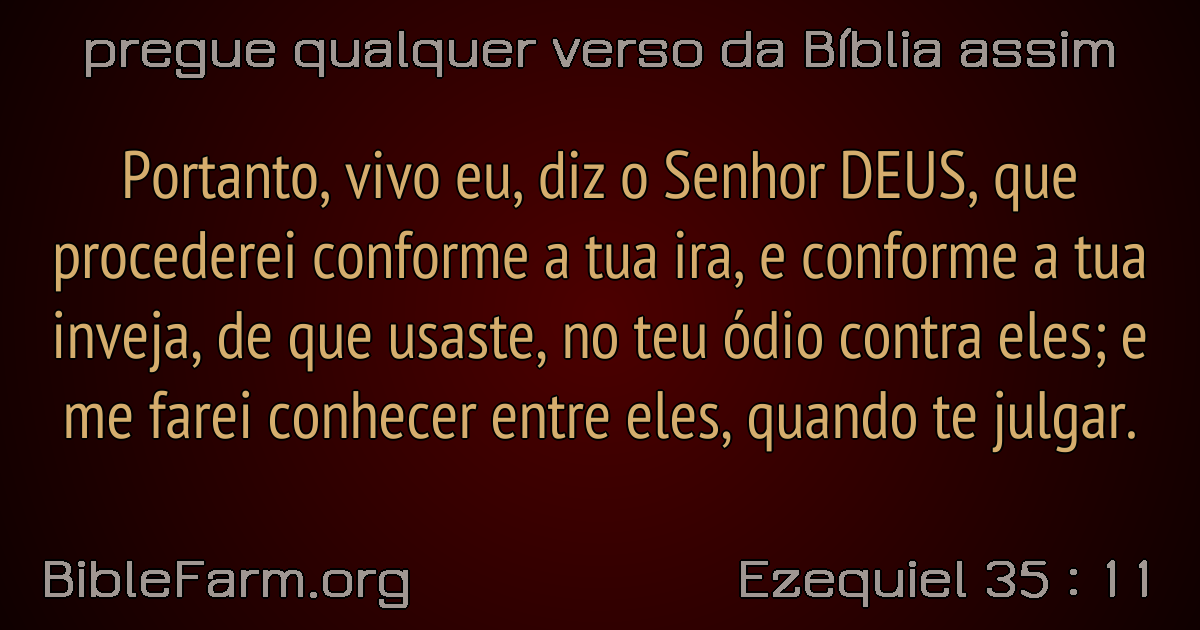 pregue qualquer verso da Bíblia assim
Portanto, vivo eu, diz o Senhor DEUS, que
procederei conforme a tua ira, e conforme a tua
inveja, de que usaste, no teu ódio contra eles; e
me farei conhecer entre eles, quando te julgar.
BibleFarm.org
Ezequiel 35 : 11